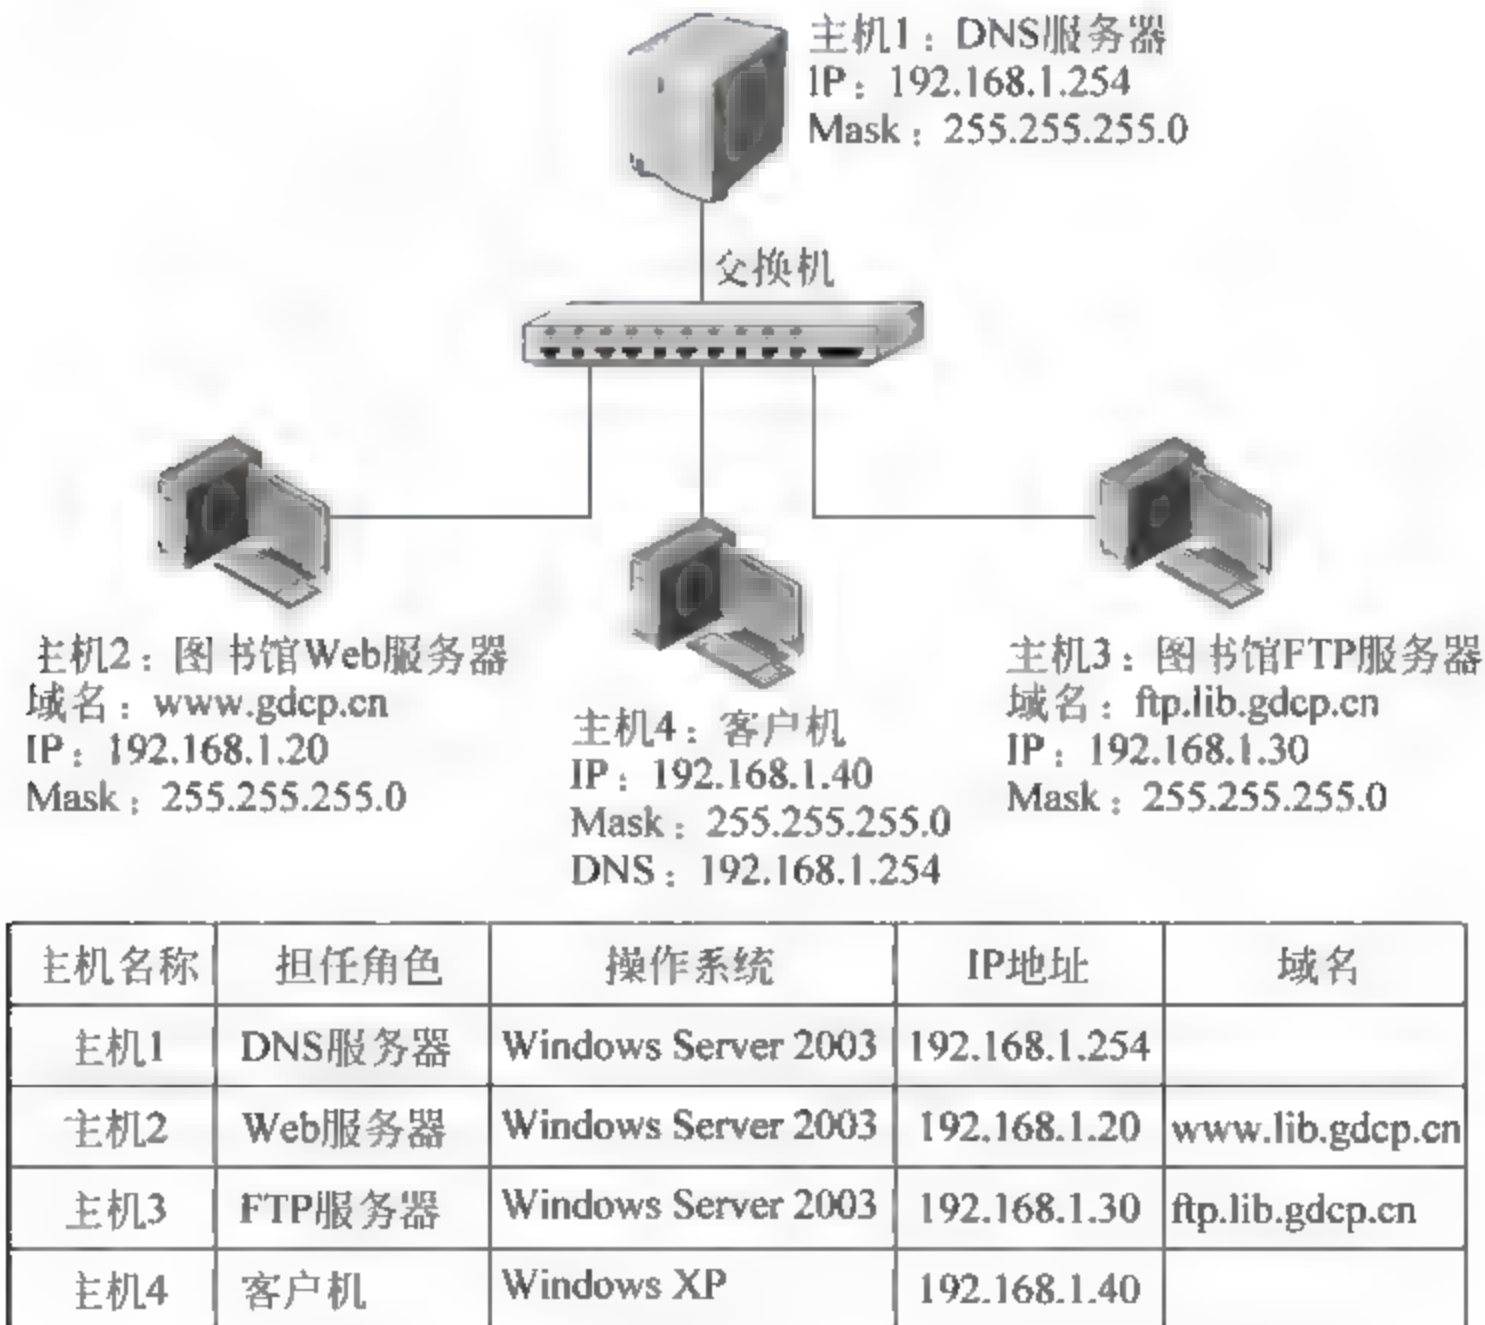 主机1：DNS服务器
IP：192.168.1.254
Mask：255.255.255.0
交换机
主机2：图书馆Web服务器
域名：www.gdcp.cn
IP：192.168.1.20
Mask：255.255.255.0
主机4：客户机
IP：192.168.1.40
Mask：255.255.255.0
DNS：192.168.1.254
主机3：图书馆FTP服务器
域名：ftp.lib.gdcp.cn
IP：192.168.1.30
Mask：255.255.255.0
主机名称 担任角色 操作系统 IP地址 域名
主机1 DNS服务器 Windows Server 2003 192.168.1.254
主机2 Web服务器 Windows Server 2003 192.168.1.20 www.lib.gdcp.cn
主机3 FTP服务器 Windows Server 2003 192.168.1.30 ftp.lib.gdcp.cn
主机4 客户机 Windows XP 192.168.1.40